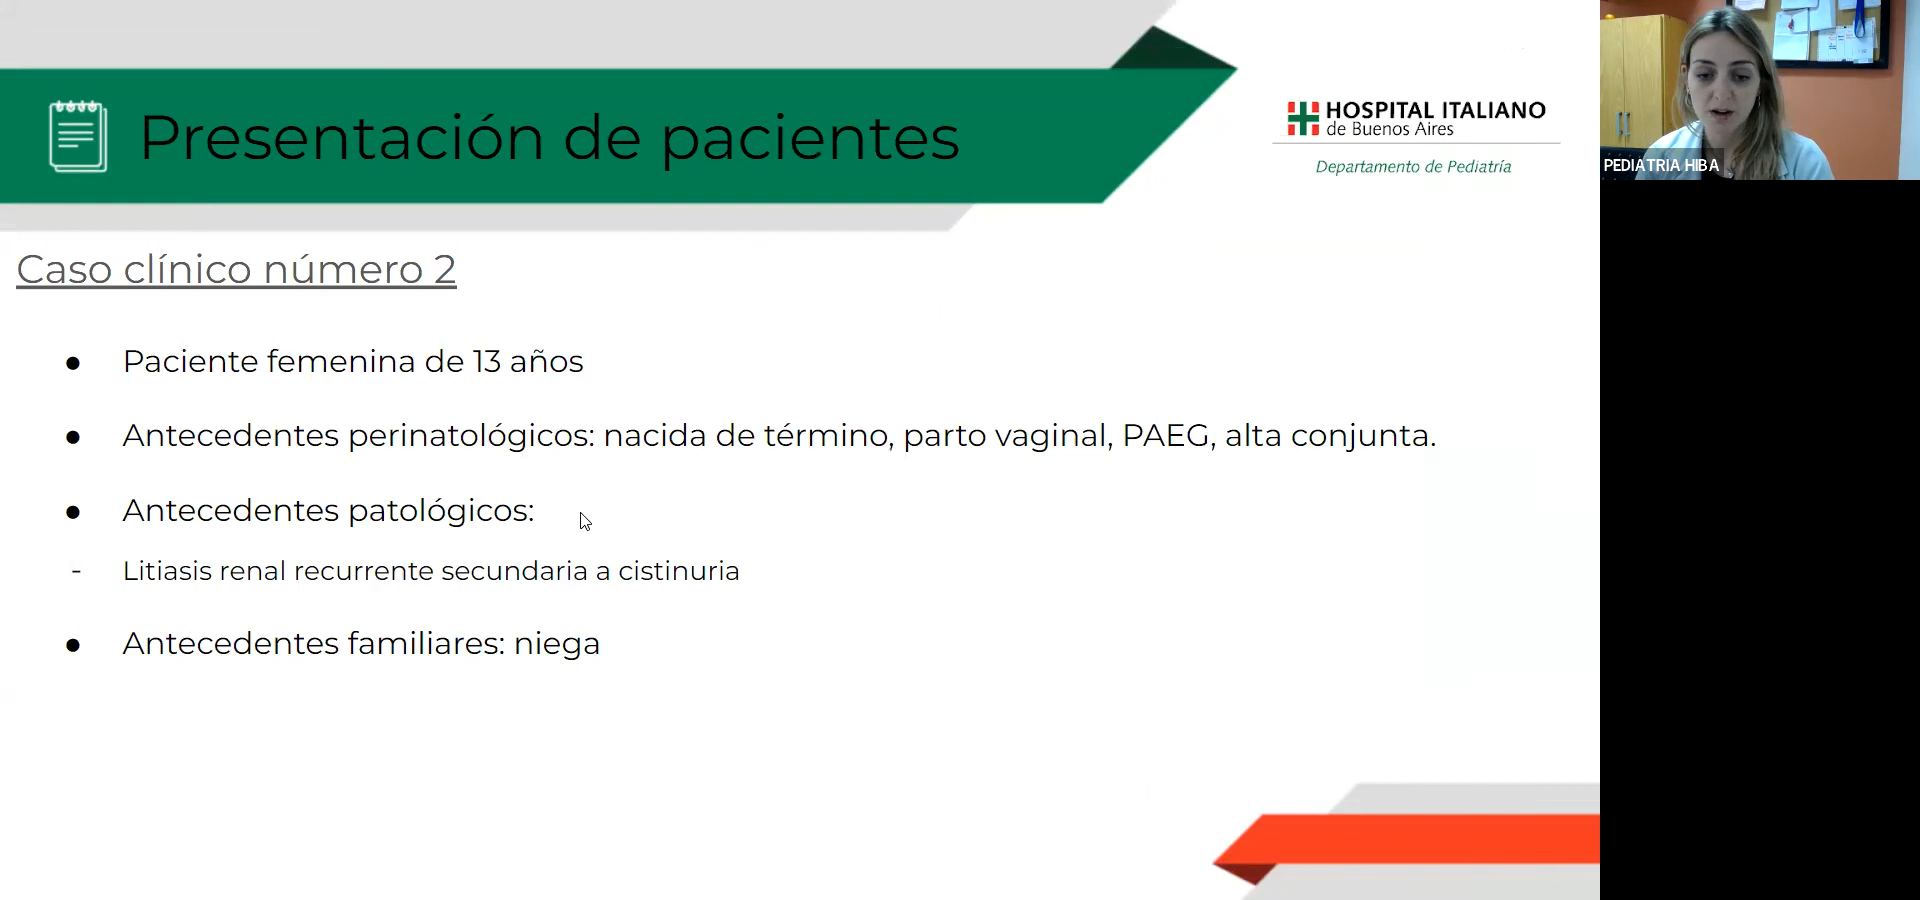 Presentación de pacientes
HOSPITAL ITALIANO
de Buenos Aires
Departamento de Pediatría
PEDIATRIA HIBA
Caso clínico número 2
● Paciente femenina de 13 años
● Antecedentes perinatológicos: nacida de término, parto vaginal, PAEG, alta conjunta.
● Antecedentes patológicos:
- Litiasis renal recurrente secundaria a cistinuria
● Antecedentes familiares: niega